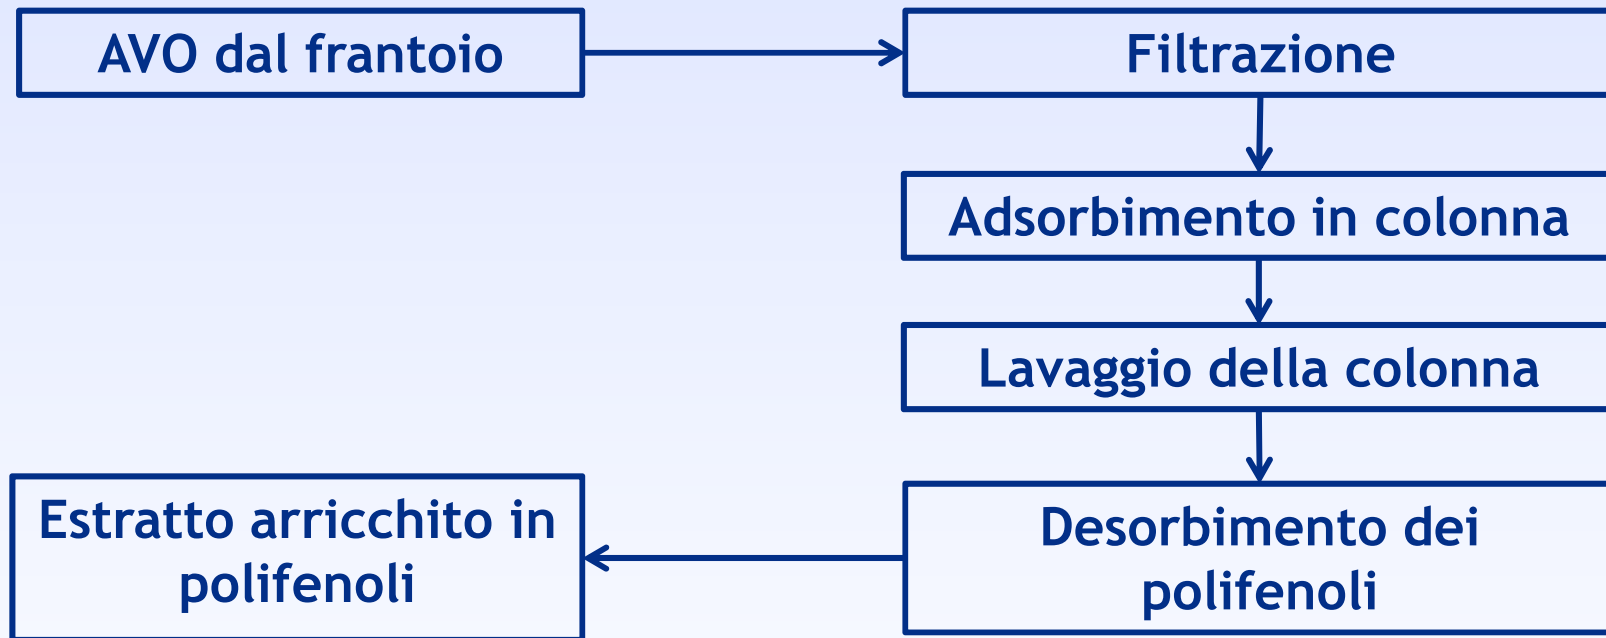 AVO dal frantoio
Filtrazione
Adsorbimento in colonna
Lavaggio della colonna
Desorbimento dei
polifenoli
Estratto arricchito in
polifenoli